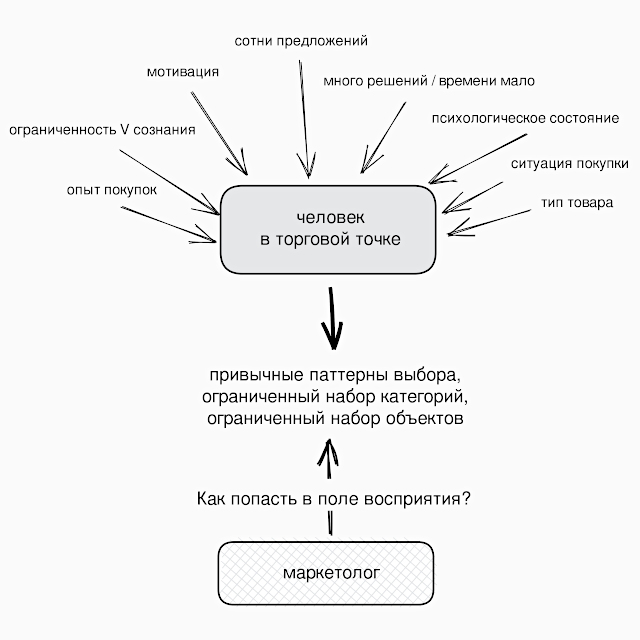 сотни предложений
мотивация
много решений / времени мало
ограниченность V сознания
психологическое состояние
опыт покупок
ситуация покупки
тип товара
человек
в торговой точке
привычные паттерны выбора,
ограниченный набор категорий,
ограниченный набор объектов
Как попасть в поле восприятия?
маркетолог